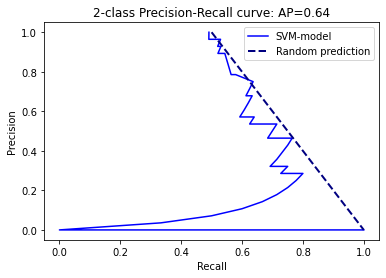 2-class Precision-Recall curve: AP=0.64
SVM-model
Random prediction
Precision
1.0
0.8
0.6
0.4
0.2
0.0
0.0 0.2 0.4 0.6 0.8 1.0
Recall